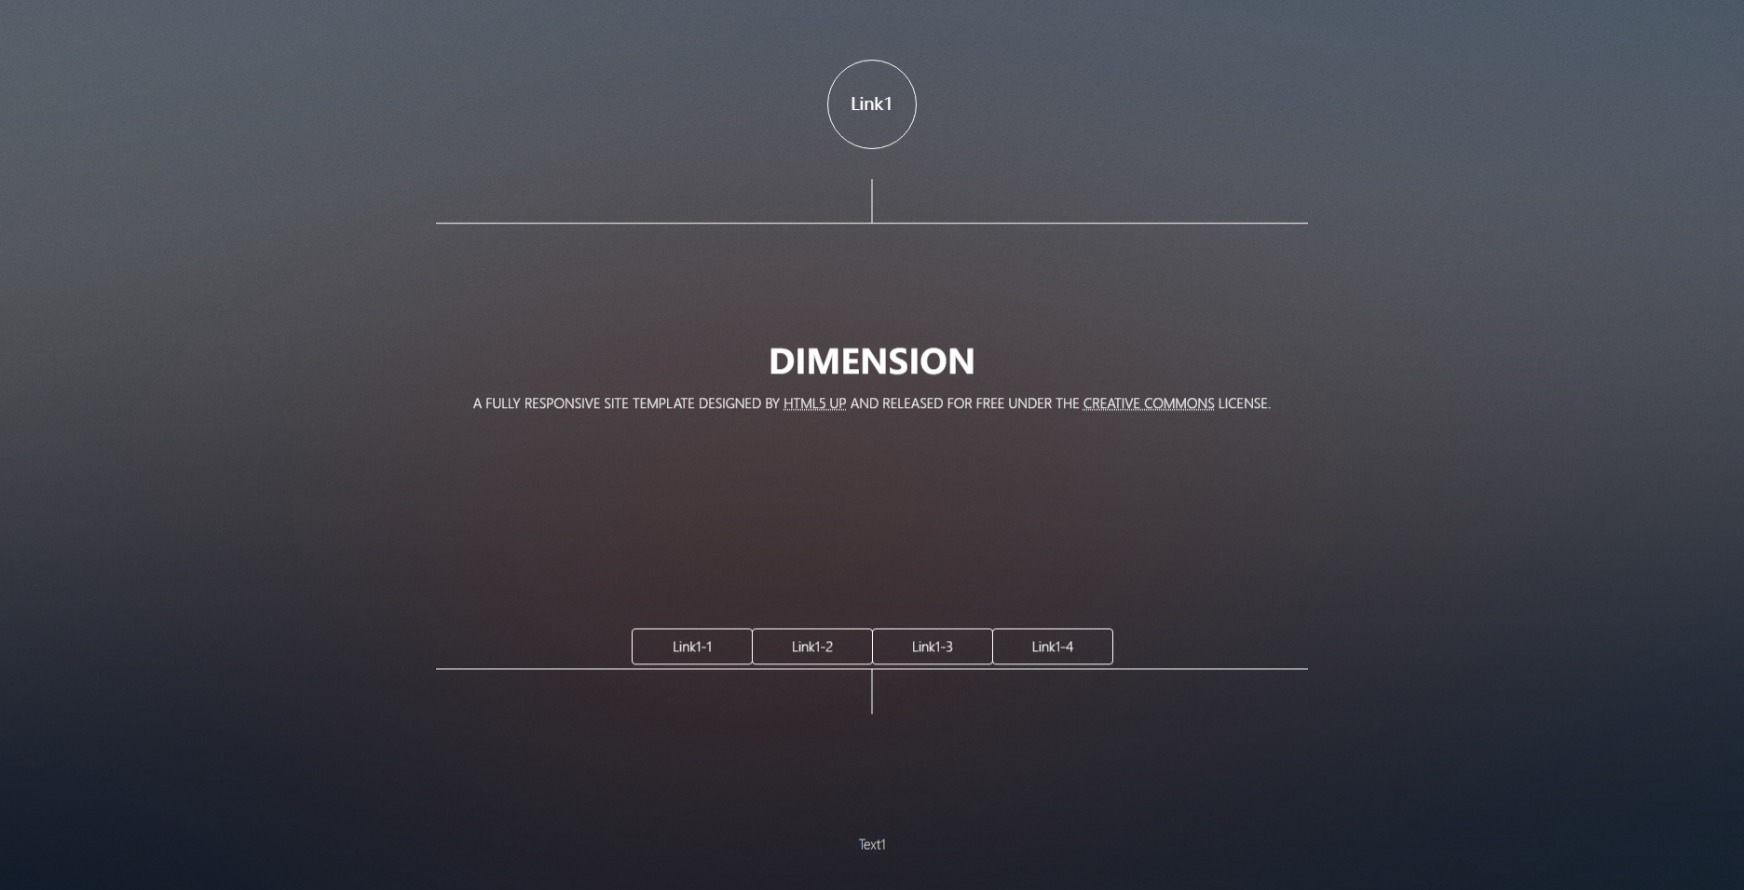 Link1
DIMENSION
A FULLY RESPONSIVE SITE TEMPLATE DESIGNED BY HTML5 UP AND RELEASED FOR FREE UNDER THE CREATIVE COMMONS LICENSE.
Link1-1 Link1-2 Link1-3 Link1-4
Text1